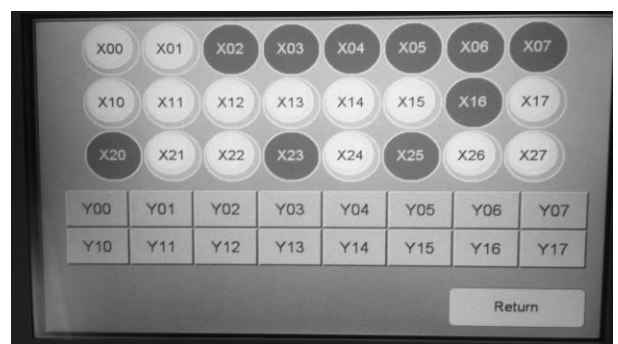 X00 X01 X02 X03 X04 X05 X06 X07
X10 X11 X12 X13 X14 X15 X16 X17
X20 X21 X22 X23 X24 X25 X26 X27
Y00 Y01 Y02 Y03 Y04 Y05 Y06 Y07
Y10 Y11 Y12 Y13 Y14 Y15 Y16 Y17
Return